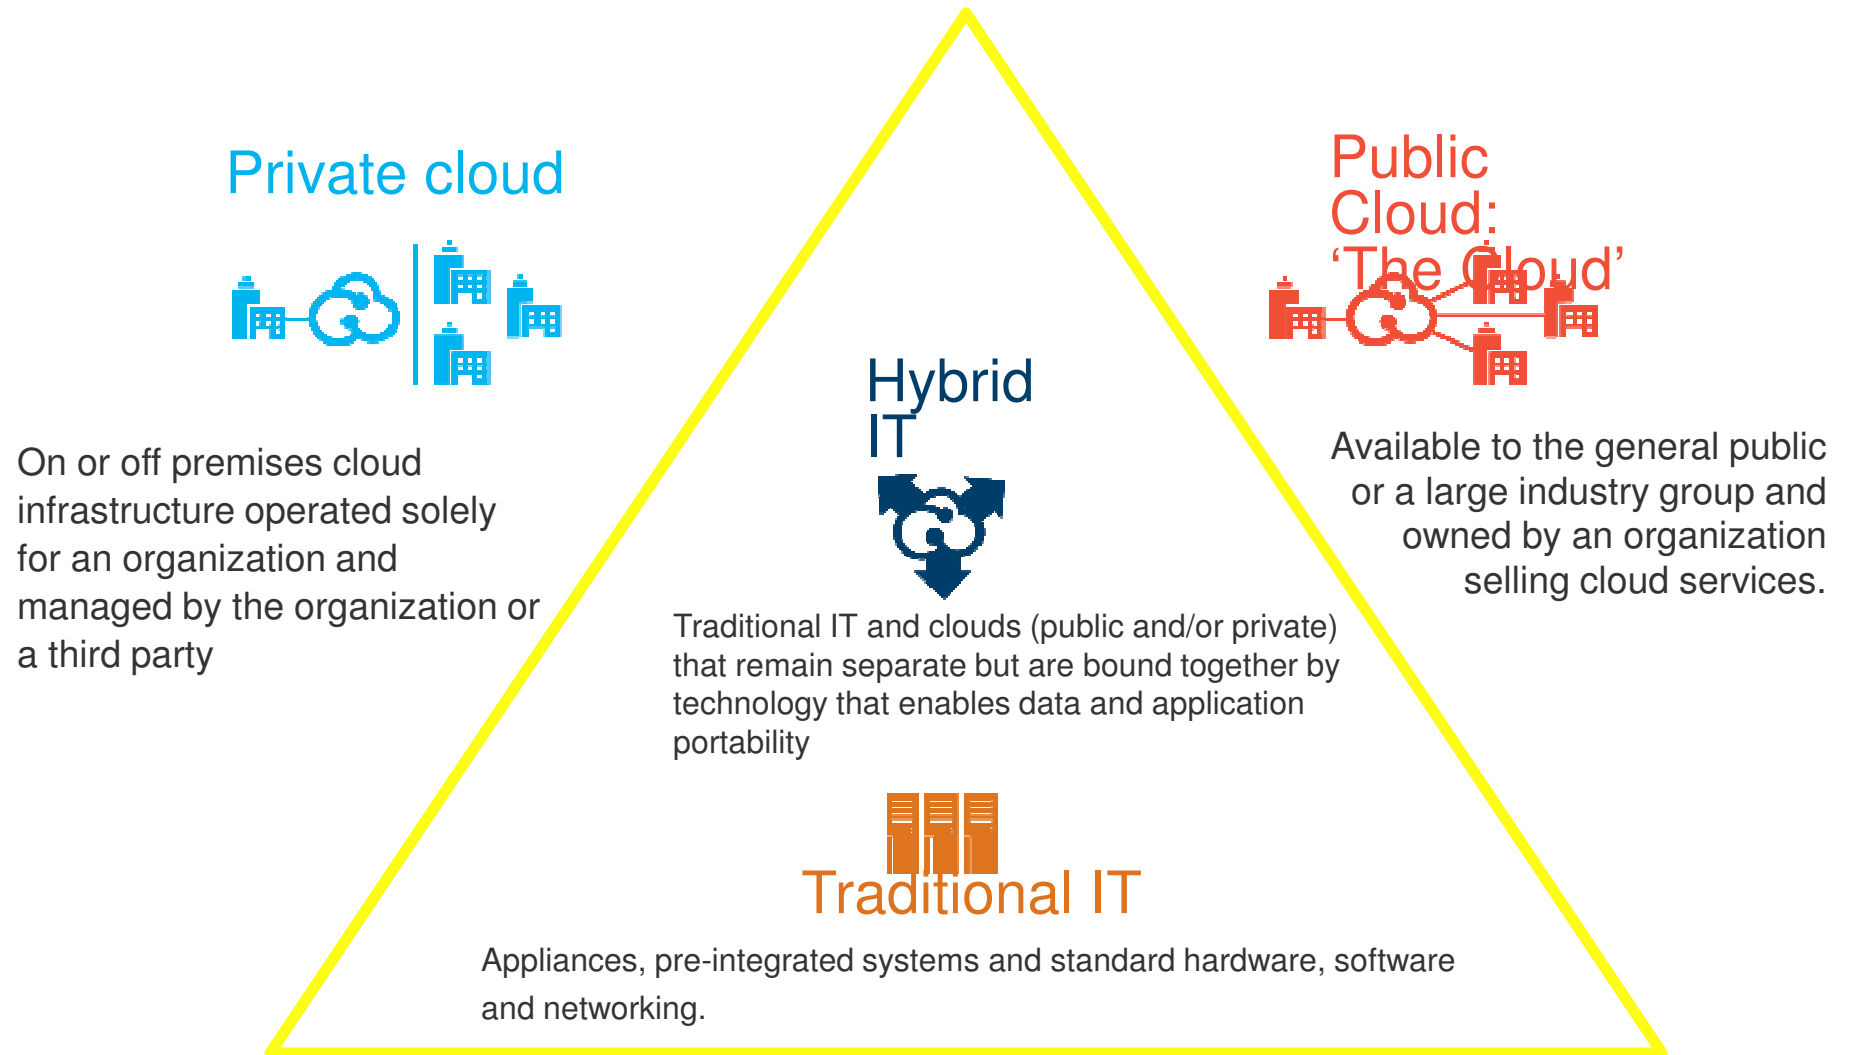 Private cloud
On or off premises cloud
infrastructure operated solely
for an organization and
managed by the organization or
a third party
Hybrid
IT
Traditional IT and clouds (public and/or private)
that remain separate but are bound together by
technology that enables data and application
portability
Public
Cloud:
‘The Cloud’
Available to the general public
or a large industry group and
owned by an organization
selling cloud services.
Traditional IT
Appliances, pre-integrated systems and standard hardware, software
and networking.